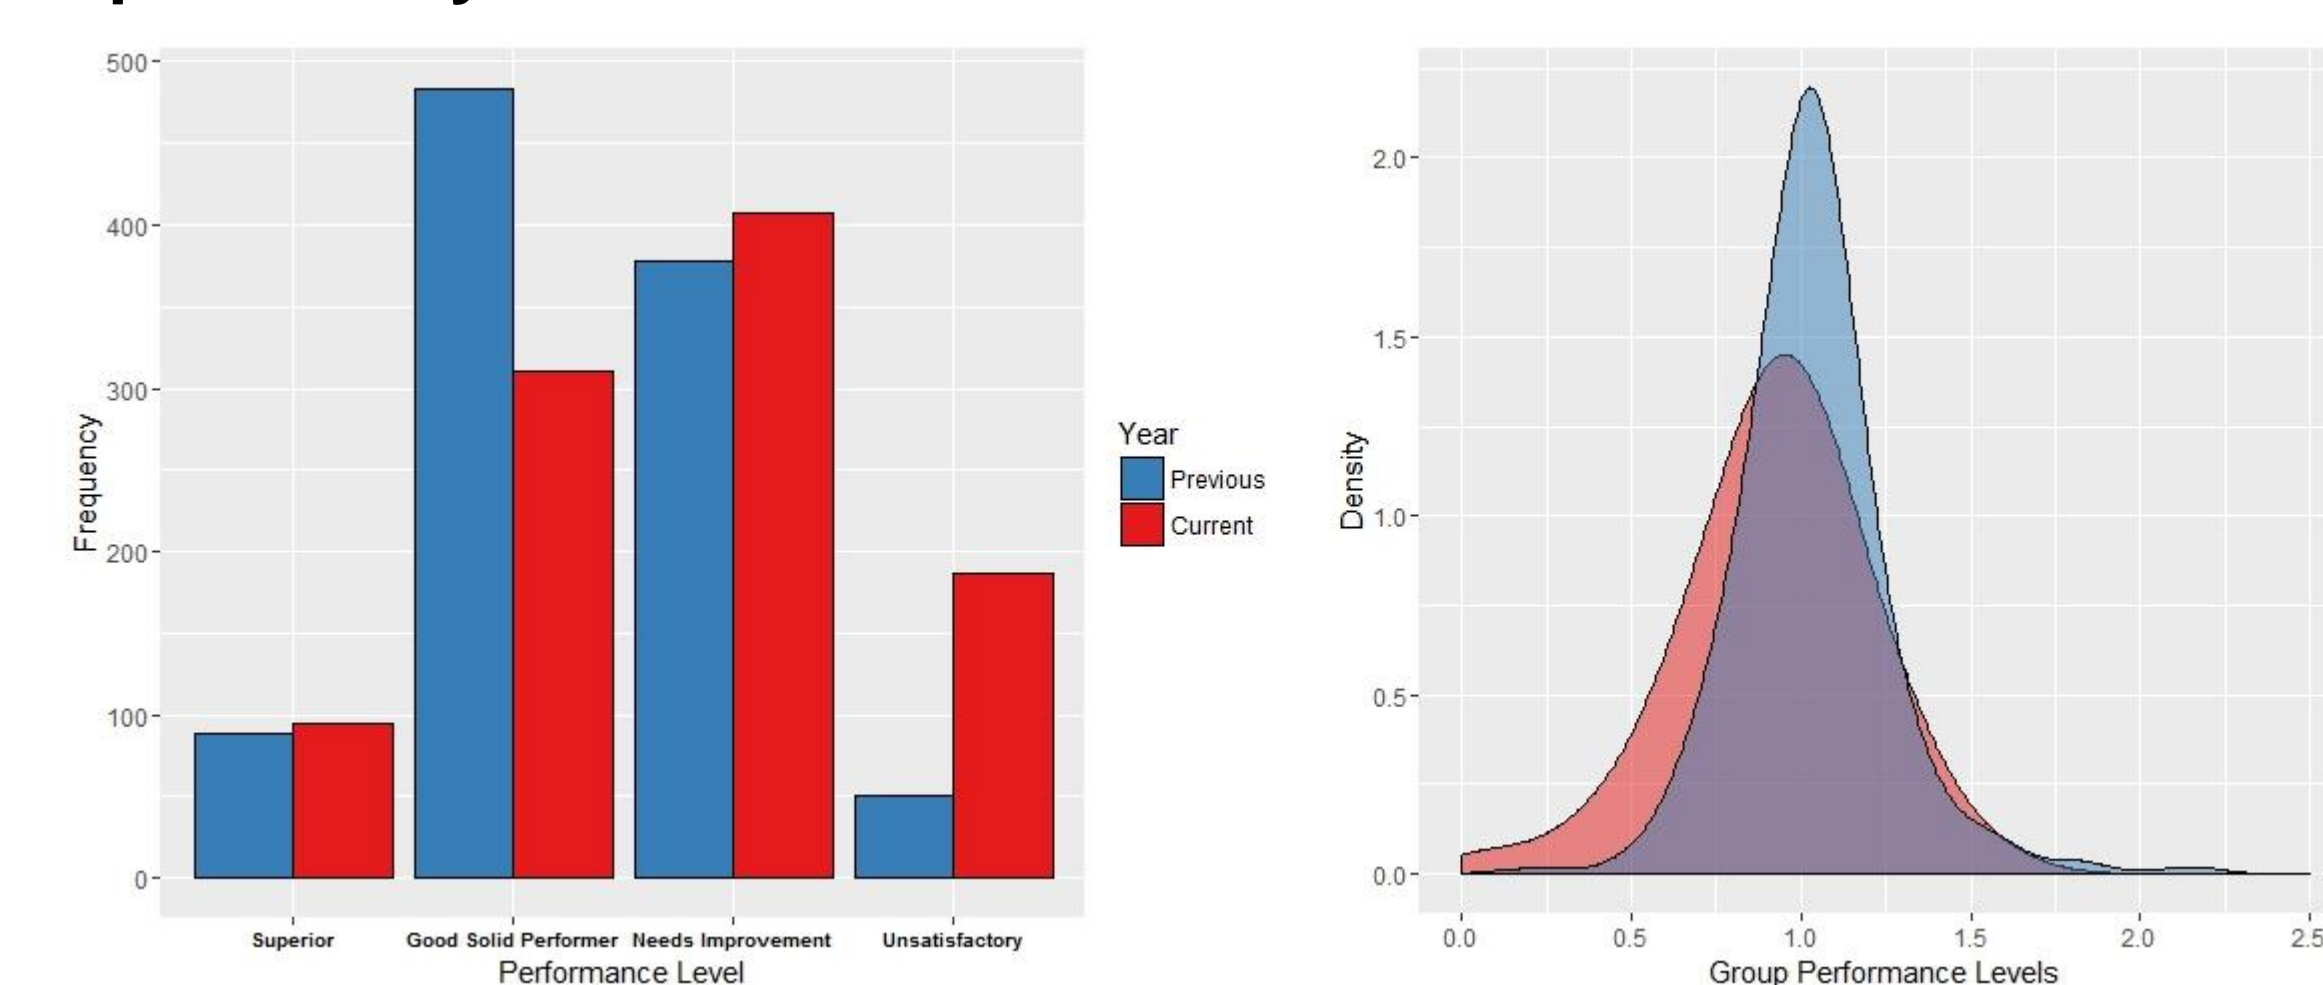 500
400
300
200
100
0
Frequency
Superior
Good Solid Performer
Needs Improvement
Unsatisfactory
Performance Level
Year
Previous
Current
2.0
1.5
1.0
0.5
0.0
Density
0.0
0.5
1.0
1.5
2.0
2.5
Group Performance Levels